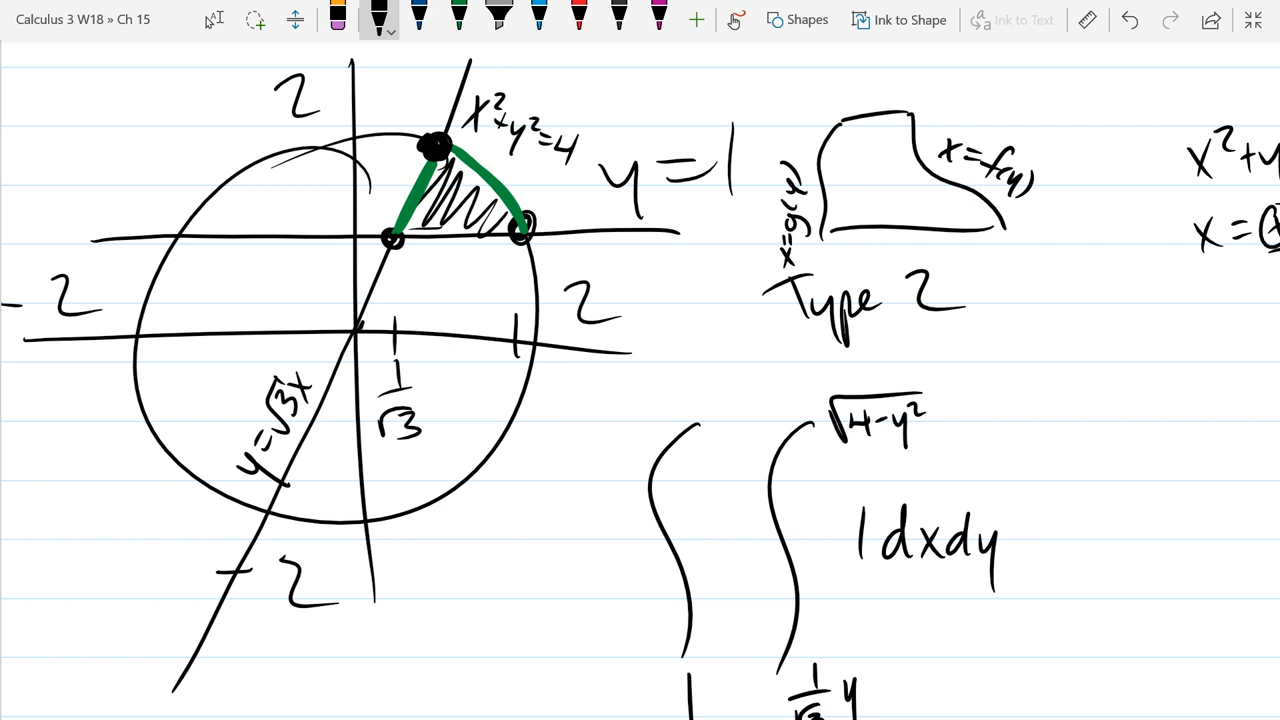 Calculus 3 W18 » Ch 15
Shapes
Ink to Shape
Ink to Text
2
x²+y²=4
y=1
x=g(y)
x=f(y)
x²+y
x=
-2
2
Type 2
1/√3
y=√3x
-2
√4-y²
1dxdy
1
1/√3 y